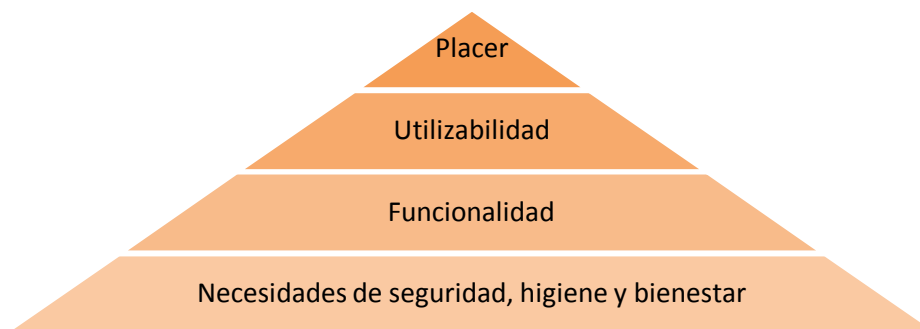 Placer
Utilizabilidad
Funcionalidad
Necesidades de seguridad, higiene y bienestar